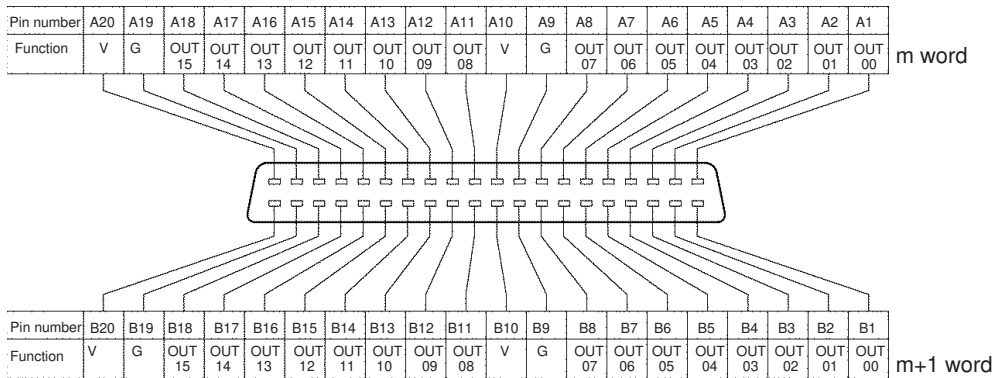 Pin number A20 A19 A18 A17 A16 A15 A14 A13 A12 A11 A10 A9 A8 A7 A6 A5 A4 A3 A2 A1
Function V G OUT OUT OUT OUT OUT OUT OUT OUT V G OUT OUT OUT OUT OUT OUT OUT OUT
15 14 13 12 11 10 09 08 07 06 05 04 03 02 01 00
m word
Pin number B20 B19 B18 B17 B16 B15 B14 B13 B12 B11 B10 B9 B8 B7 B6 B5 B4 B3 B2 B1
Function V G OUT OUT OUT OUT OUT OUT OUT OUT V G OUT OUT OUT OUT OUT OUT OUT OUT
15 14 13 12 11 10 09 08 07 06 05 04 03 02 01 00
m+1 word